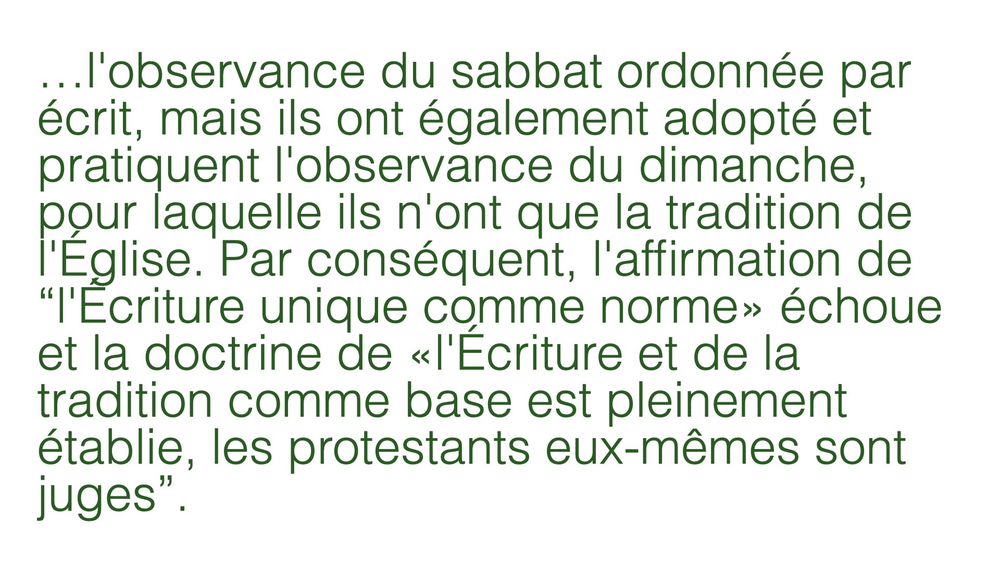 …l'observance du sabbat ordonnée par
écrit, mais ils ont également adopté et
pratiquent l'observance du dimanche,
pour laquelle ils n'ont que la tradition de
l'Église. Par conséquent, l'affirmation de
“l'Écriture unique comme norme» échoue
et la doctrine de «l'Écriture et de la
tradition comme base est pleinement
établie, les protestants eux-mêmes sont
juges”.